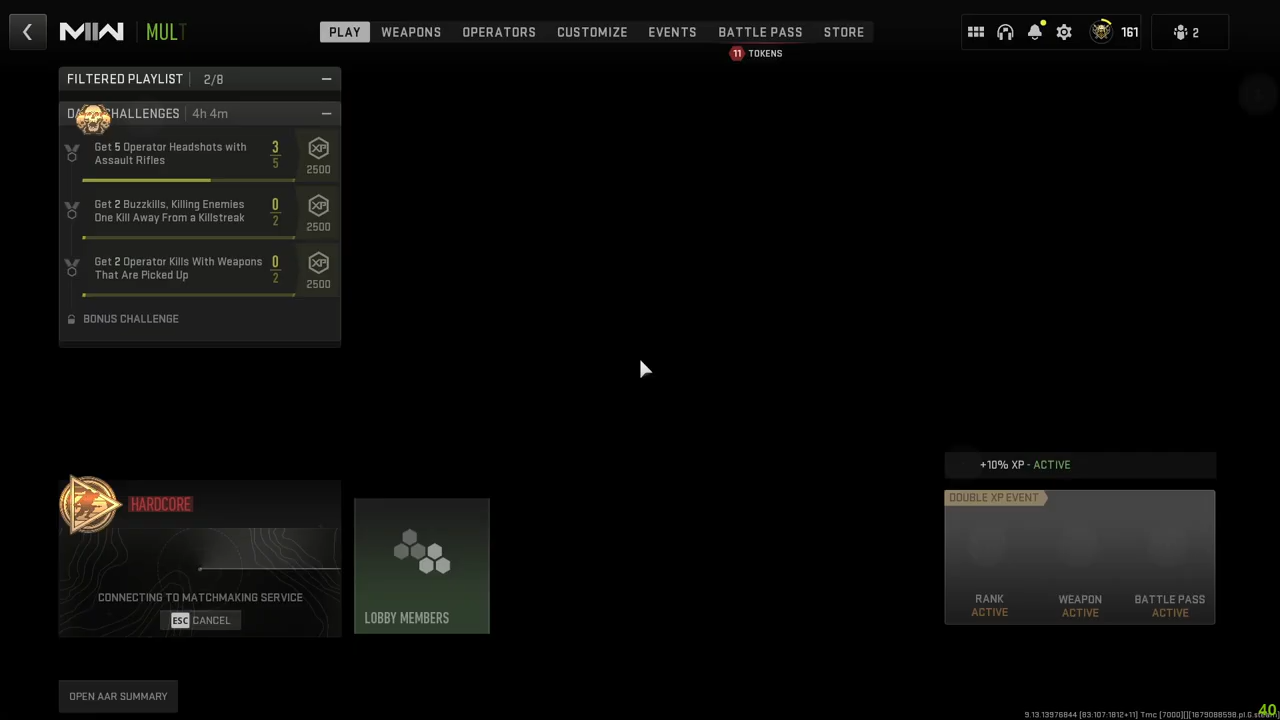 MW | MULT
PLAY WEAPONS OPERATORS CUSTOMIZE EVENTS BATTLE PASS STORE
161
2
11 TOKENS
FILTERED PLAYLIST 2/8
CHALLENGES 4h 4m
Get 5 Operator Headshots with
Assault Rifles
3
5
XP
2500
Get 2 Buzzkills, Killing Enemies
One Kill Away From a Killstreak
0
2
XP
2500
Get 2 Operator Kills With Weapons
That Are Picked Up
0
2
XP
2500
BONUS CHALLENGE
HARDCORE
CONNECTING TO MATCHMAKING SERVICE
ESC CANCEL
LOBBY MEMBERS
+10% XP - ACTIVE
DOUBLE XP EVENT
RANK
ACTIVE
WEAPON
ACTIVE
BATTLE PASS
ACTIVE
OPEN AAR SUMMARY
40